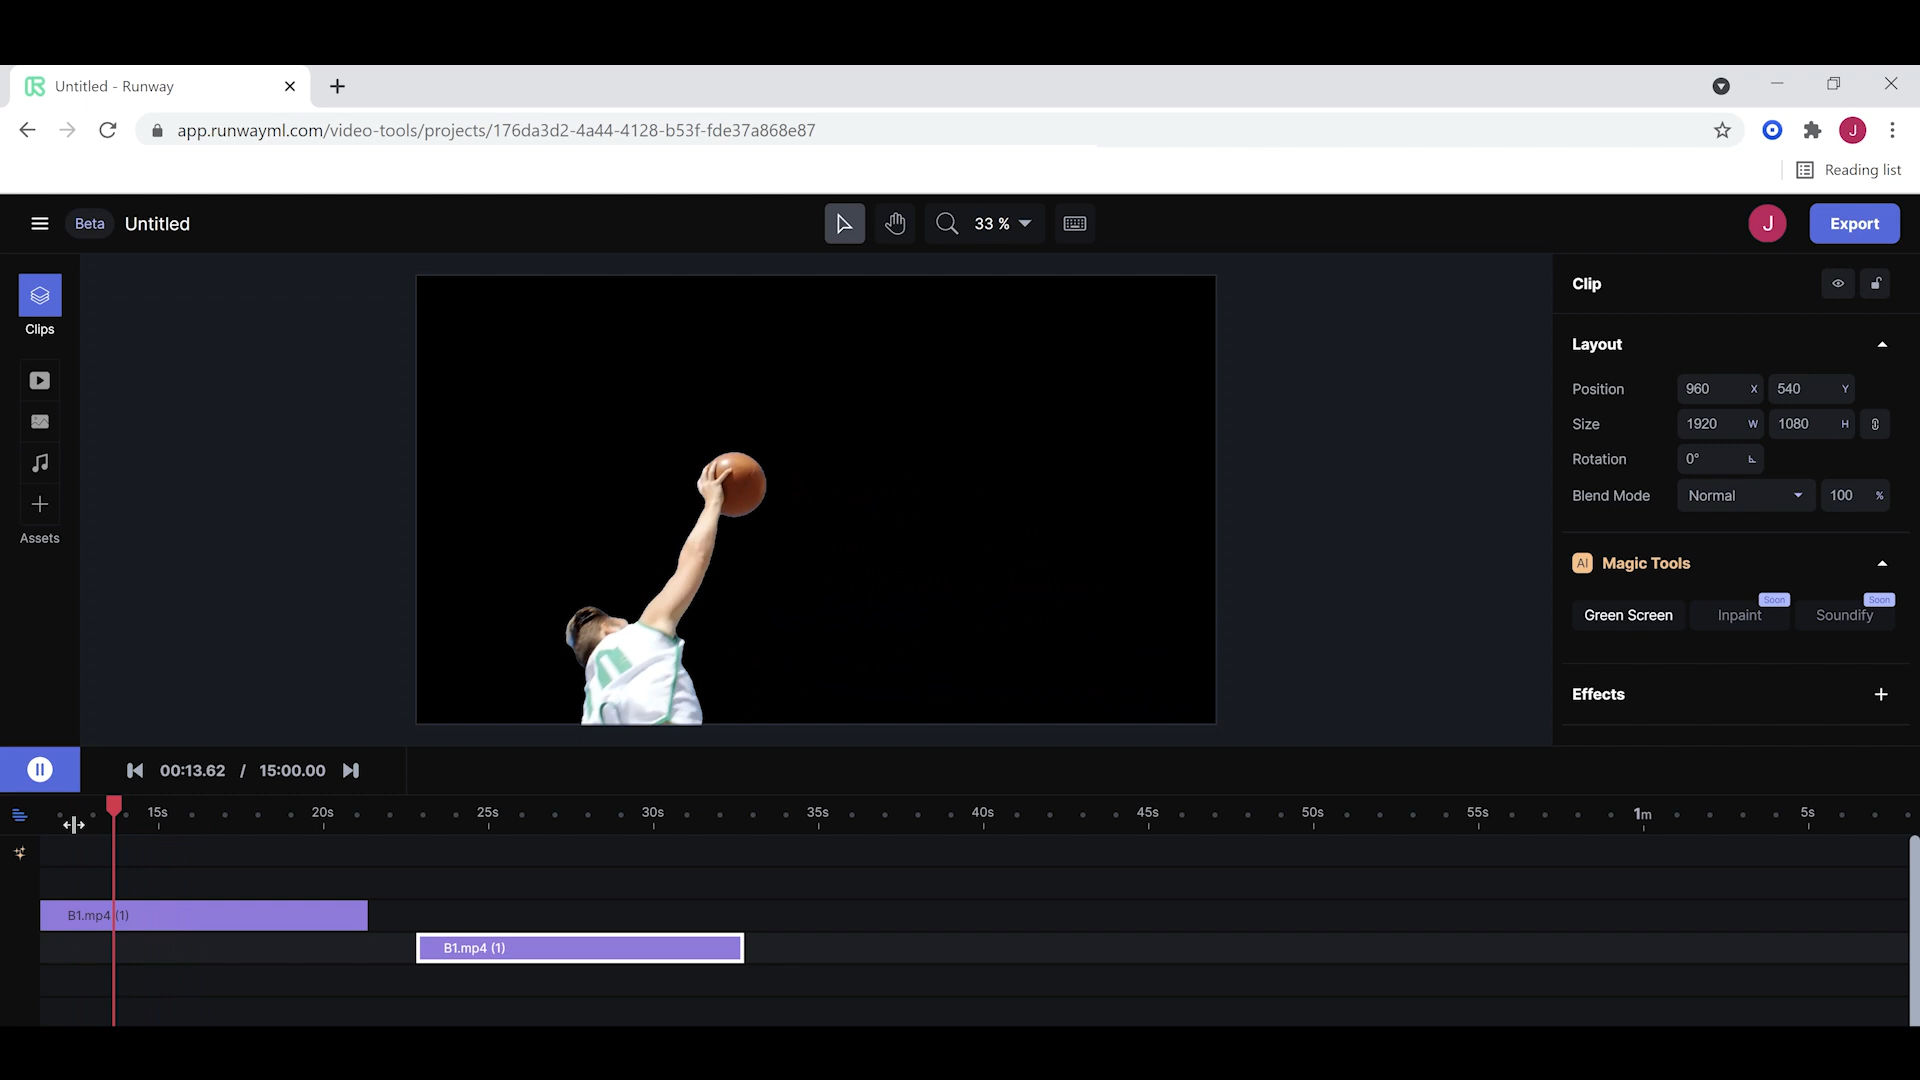 Untitled - Runway
app.runwayml.com/video-tools/projects/176da3d2-4a44-4128-b53f-fde37a868e87
J
Reading list
Beta Untitled
33 %
J
Export
Clips
Assets
Clip
Layout
Position 960 X 540 Y
Size 1920 W 1080 H
Rotation 0°
Blend Mode Normal 100 %
AI Magic Tools
Soon Soon
Green Screen Inpaint Soundify
Effects
00:13.62 / 15:00.00
15s 20s 25s 30s 35s 40s 45s 50s 55s 1m 5s
B1.mp4 (1)
B1.mp4 (1)